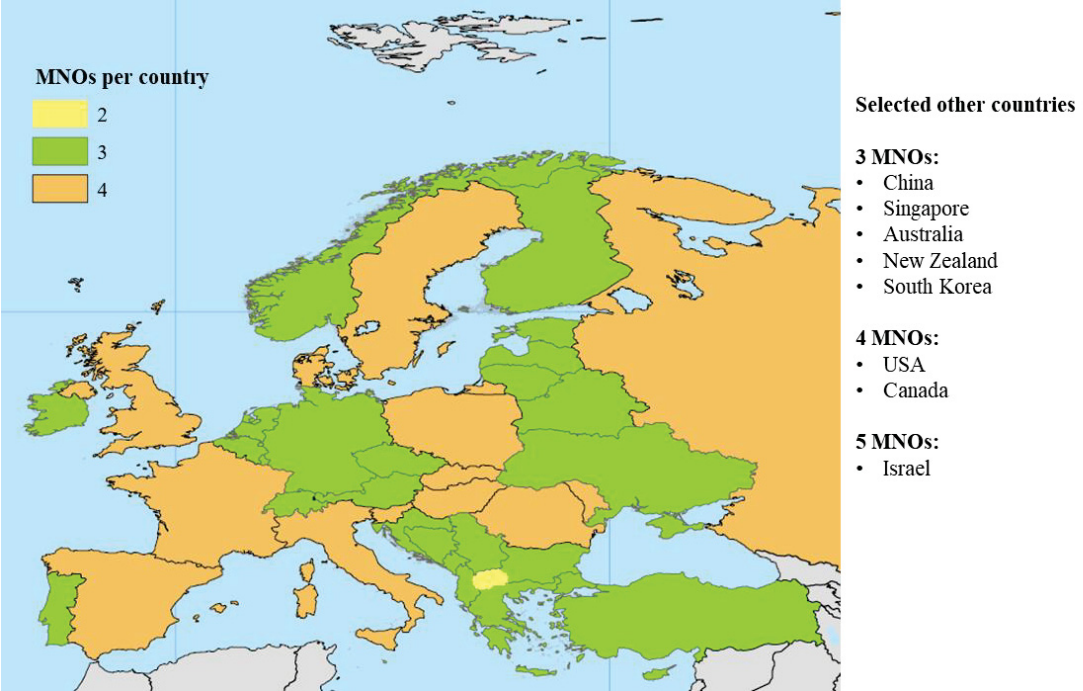 MNOs per country
2
3
4
Selected other countries
3 MNOs:
• China
• Singapore
• Australia
• New Zealand
• South Korea
4 MNOs:
• USA
• Canada
5 MNOs:
• Israel